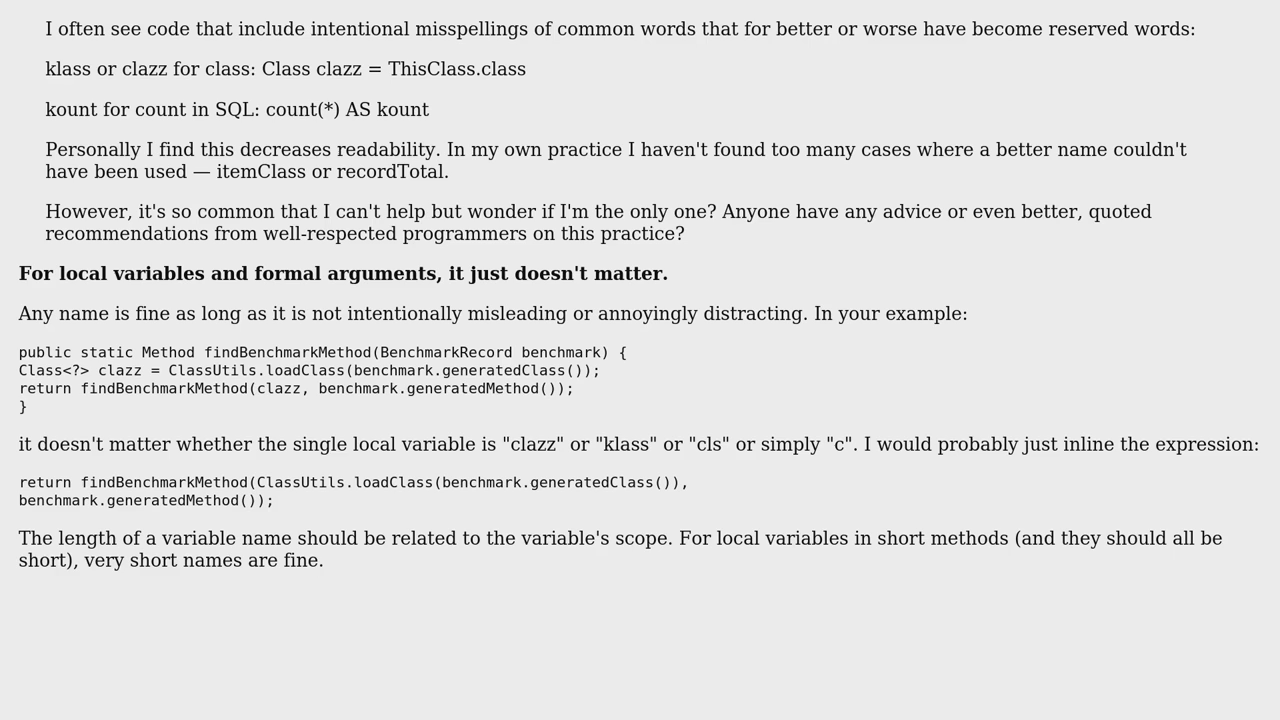 I often see code that include intentional misspellings of common words that for better or worse have become reserved words:
klass or clazz for class: Class clazz = ThisClass.class
kount for count in SQL: count(*) AS kount
Personally I find this decreases readability. In my own practice I haven't found too many cases where a better name couldn't
have been used — itemClass or recordTotal.
However, it's so common that I can't help but wonder if I'm the only one? Anyone have any advice or even better, quoted
recommendations from well-respected programmers on this practice?
For local variables and formal arguments, it just doesn't matter.
Any name is fine as long as it is not intentionally misleading or annoyingly distracting. In your example:
public static Method findBenchmarkMethod(BenchmarkRecord benchmark) {
Class<?> clazz = ClassUtils.loadClass(benchmark.generatedClass());
return findBenchmarkMethod(clazz, benchmark.generatedMethod());
}
it doesn't matter whether the single local variable is "clazz" or "klass" or "cls" or simply "c". I would probably just inline the expression:
return findBenchmarkMethod(ClassUtils.loadClass(benchmark.generatedClass()),
benchmark.generatedMethod());
The length of a variable name should be related to the variable's scope. For local variables in short methods (and they should all be
short), very short names are fine.